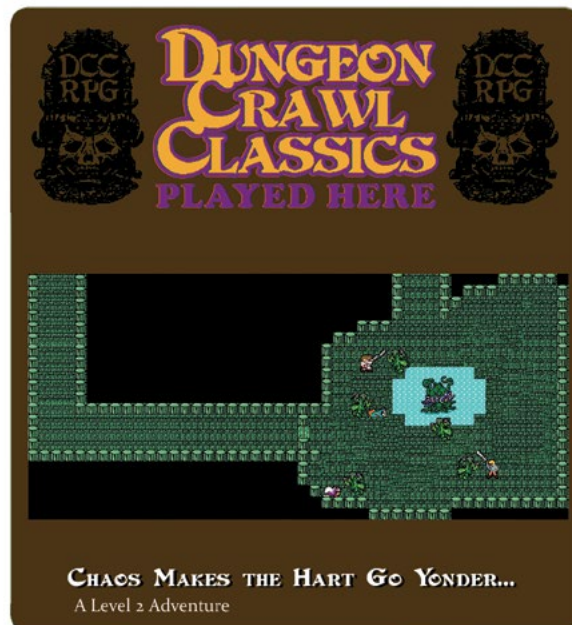 DCC
RPG
DUNGEON
CRAWL
CLASSICS
PLAYED HERE
DCC
RPG
CHAOS MAKES THE HART GO YONDER...
A Level 2 Adventure